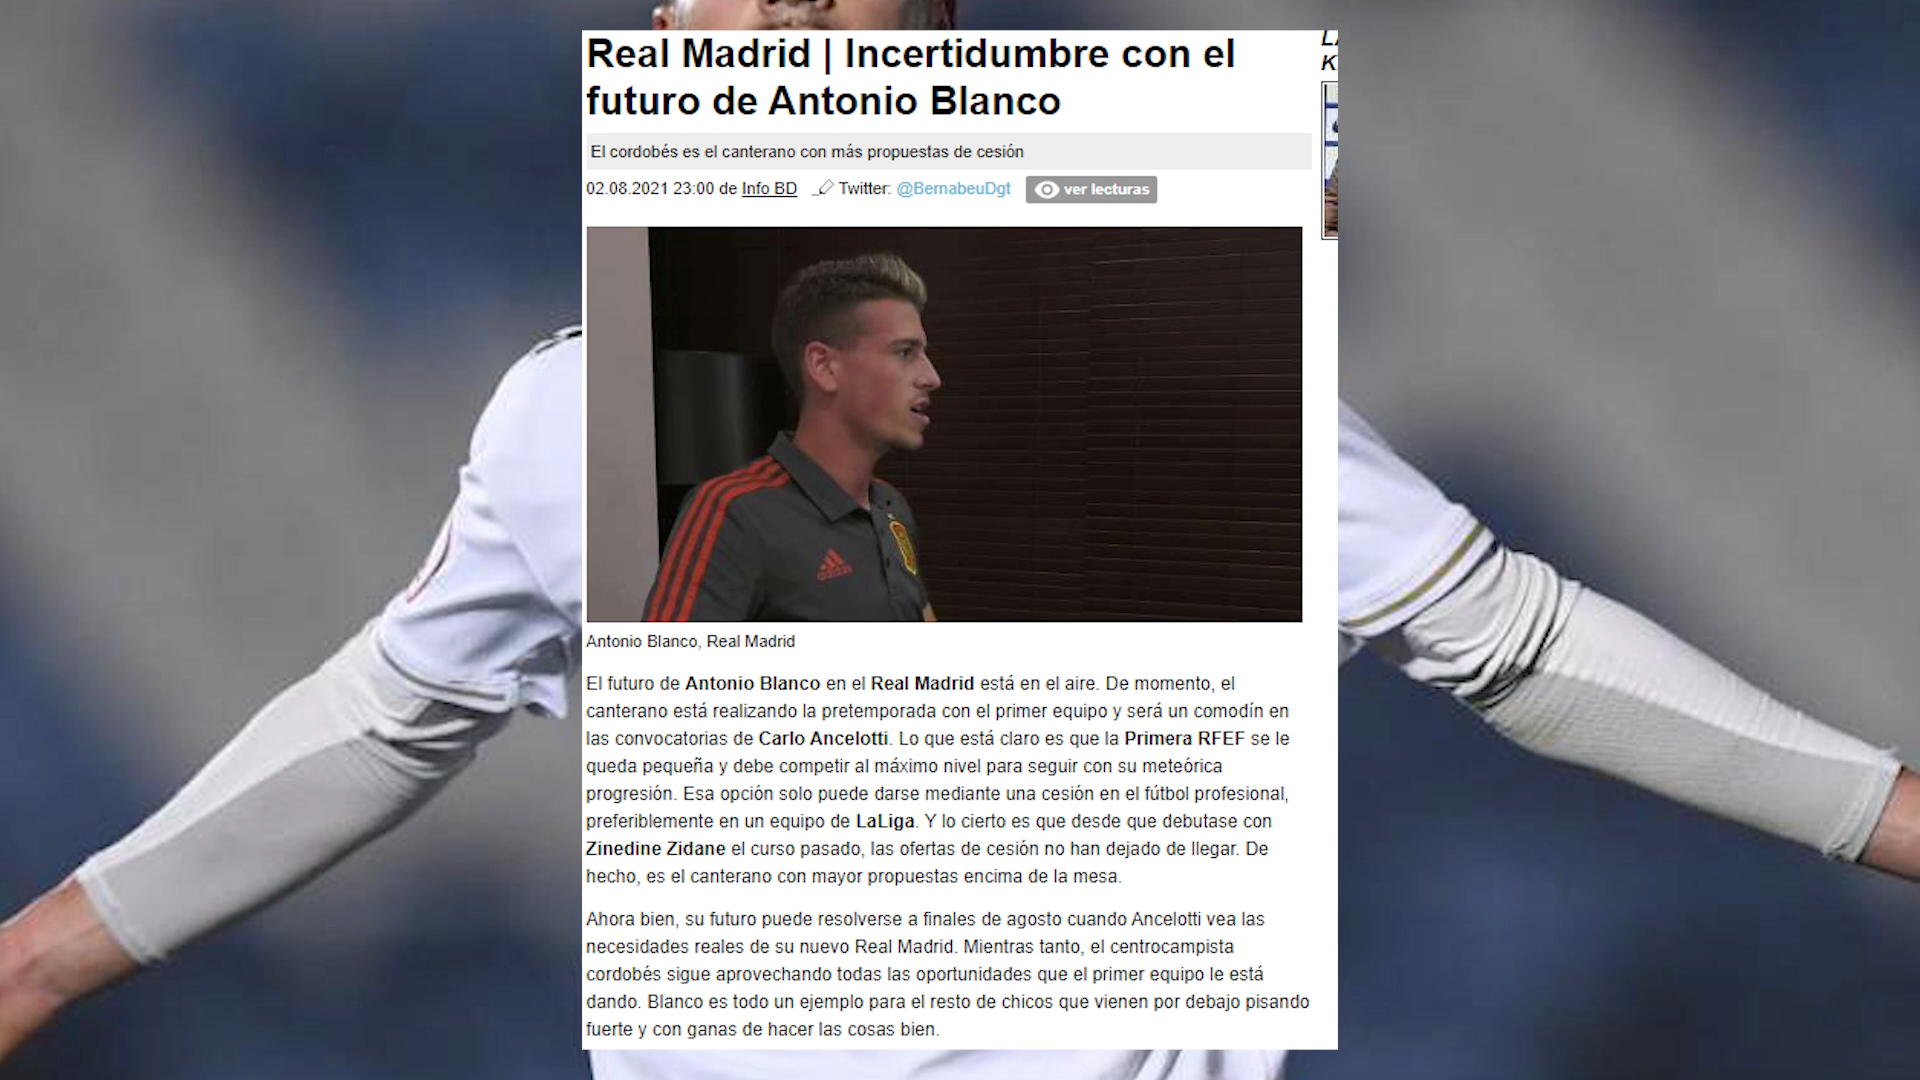 Real Madrid | Incertidumbre con el
futuro de Antonio Blanco
El cordobés es el canterano con más propuestas de cesión
02.08.2021 23:00 de Info BD Twitter: @BernabeuDgt ver lecturas
K
adidas
Antonio Blanco, Real Madrid
El futuro de Antonio Blanco en el Real Madrid está en el aire. De momento, el
canterano está realizando la pretemporada con el primer equipo y será un comodín en
las convocatorias de Carlo Ancelotti. Lo que está claro es que la Primera RFEF se le
queda pequeña y debe competir al máximo nivel para seguir con su meteórica
progresión. Esa opción solo puede darse mediante una cesión en el fútbol profesional,
preferiblemente en un equipo de LaLiga. Y lo cierto es que desde que debutase con
Zinedine Zidane el curso pasado, las ofertas de cesión no han dejado de llegar. De
hecho, es el canterano con mayor propuestas encima de la mesa.
Ahora bien, su futuro puede resolverse a finales de agosto cuando Ancelotti vea las
necesidades reales de su nuevo Real Madrid. Mientras tanto, el centrocampista
cordobés sigue aprovechando todas las oportunidades que el primer equipo le está
dando. Blanco es todo un ejemplo para el resto de chicos que vienen por debajo pisando
fuerte y con ganas de hacer las cosas bien.